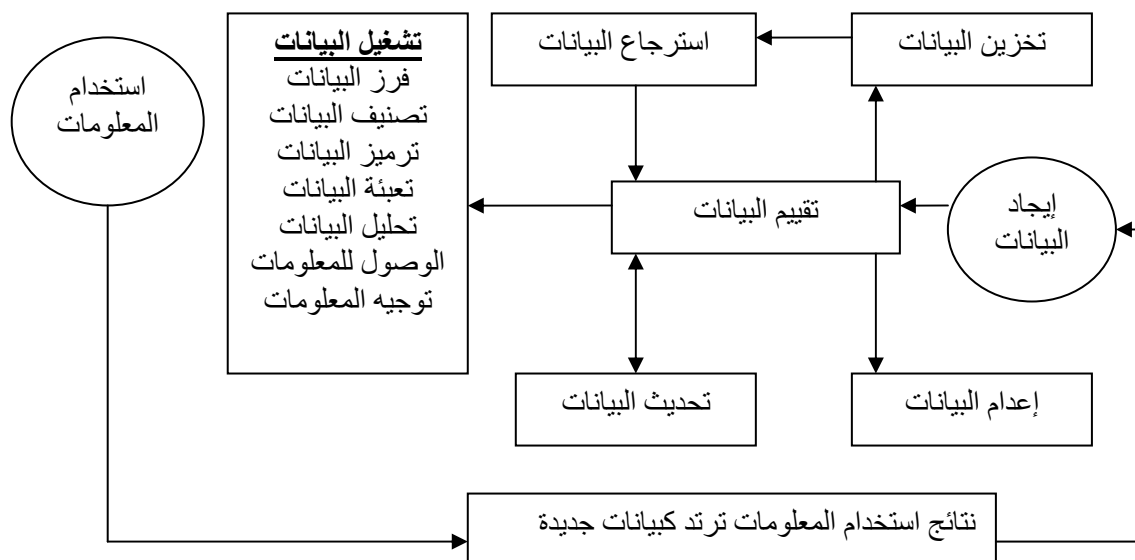 تخزين البيانات
استرجاع البيانات
تشغيل البيانات
فرز البيانات
تصنيف البيانات
ترميز البيانات
تعبئة البيانات
تحليل البيانات
الوصول للمعلومات
توجيه المعلومات
استخدام
المعلومات
إيجاد
البيانات
تقييم البيانات
إعدام البيانات
تحديث البيانات
نتائج استخدام المعلومات ترتد كبيانات جديدة